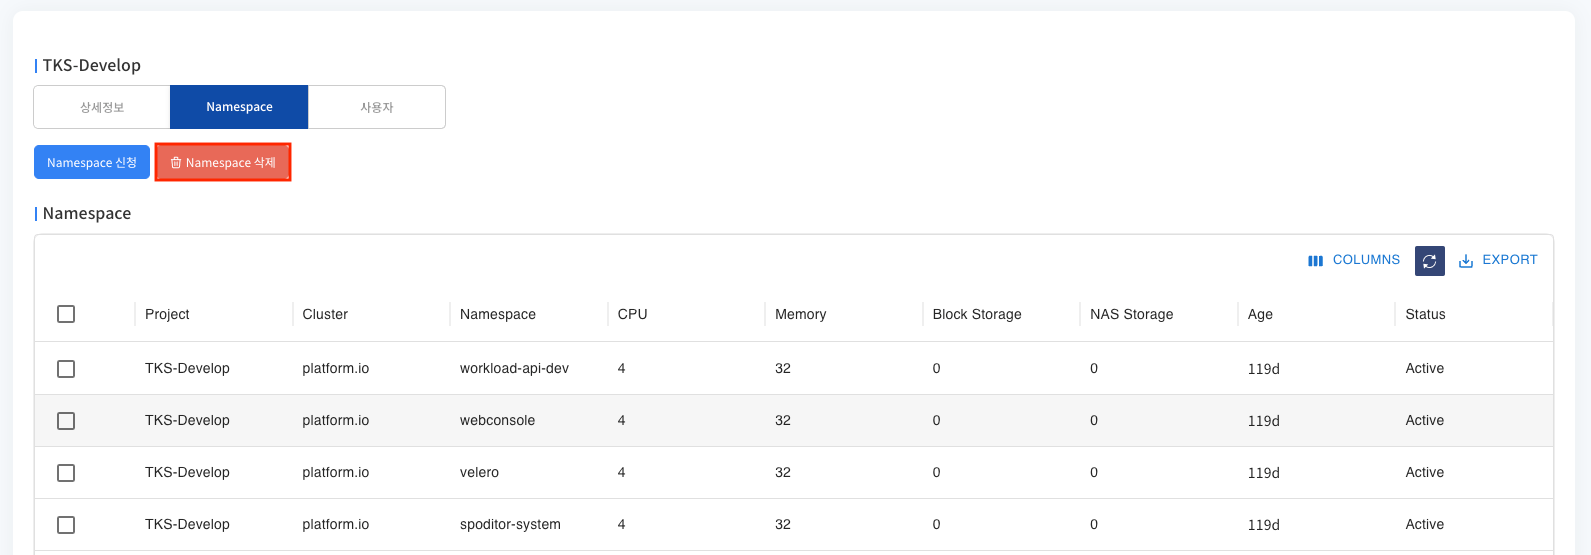 TKS-Develop
상세정보 Namespace 사용자
Namespace 신청 Namespace 삭제
Namespace
COLUMNS EXPORT
Project Cluster Namespace CPU Memory Block Storage NAS Storage Age Status
TKS-Develop platform.io workload-api-dev 4 32 0 0 119d Active
TKS-Develop platform.io webconsole 4 32 0 0 119d Active
TKS-Develop platform.io velero 4 32 0 0 119d Active
TKS-Develop platform.io spoditor-system 4 32 0 0 119d Active